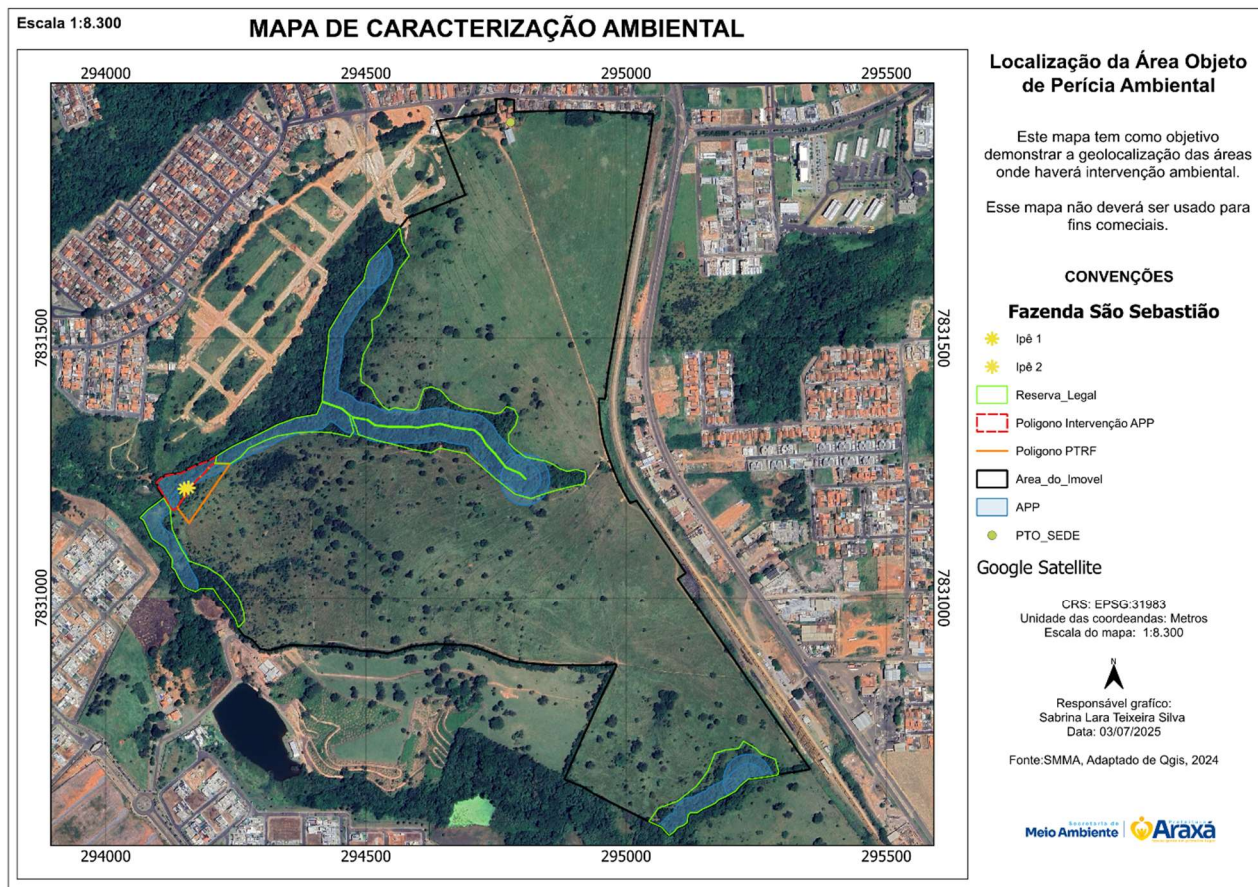 Escala 1:8.300
MAPA DE CARACTERIZAÇÃO AMBIENTAL
294000
294500
295000
295500
7831500
7831000
7831500
7831000
294000
294500
295000
295500
Localização da Área Objeto
de Perícia Ambiental
Este mapa tem como objetivo
demonstrar a geolocalização das áreas
onde haverá intervenção ambiental.
Esse mapa não deverá ser usado para
fins comeciais.
CONVENÇÕES
Fazenda São Sebastião
Ipê 1
Ipê 2
Reserva_Legal
Poligono Intervenção APP
Poligono PTRF
Area_do_Imovel
APP
PTO_SEDE
Google Satellite
CRS: EPSG:31983
Unidade das coordeandas: Metros
Escala do mapa: 1:8.300
N
Responsável grafico:
Sabrina Lara Teixeira Silva
Data: 03/07/2025
Fonte:SMMA, Adaptado de Qgis, 2024
Secretaria de
Meio Ambiente
Prefeitura
Araxá